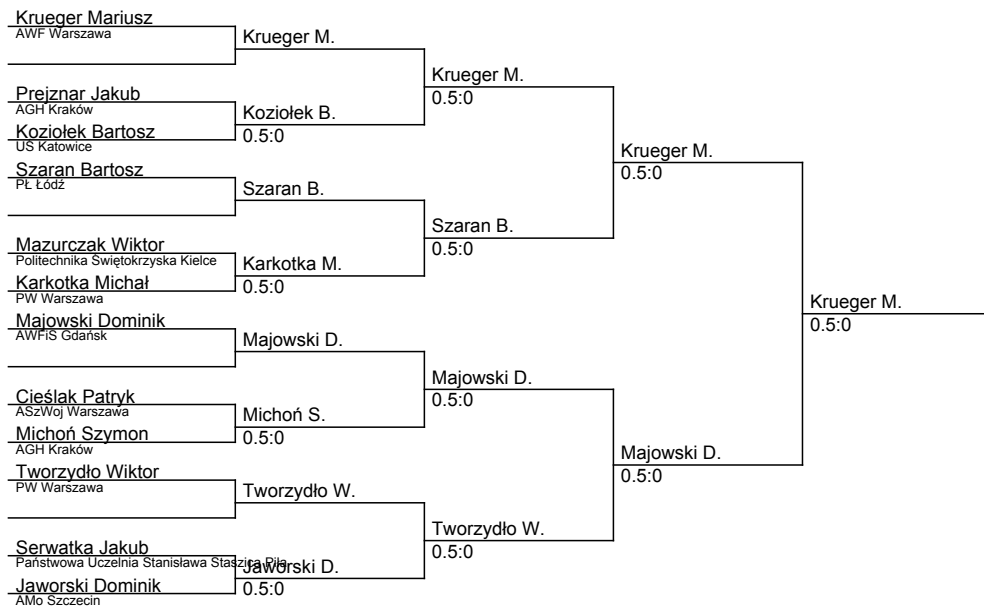 Krueger Mariusz
AWF Warszawa
Prejznar Jakub
AGH Kraków
Koziołek Bartosz
US Katowice
Szaran Bartosz
PŁ Łódź
Mazurczak Wiktor
Politechnika Świętokrzyska Kielce
Karkotka Michał
PW Warszawa
Majowski Dominik
AWFiS Gdańsk
Cieślak Patryk
ASzWoj Warszawa
Michoń Szymon
AGH Kraków
Tworzydło Wiktor
PW Warszawa
Serwatka Jakub
Państwowa Uczelnia Stanisława Staszica Piła
Jaworski Dominik
AMo Szczecin
Krueger M.
Koziołek B.
0.5:0
Szaran B.
Karkotka M.
0.5:0
Majowski D.
Michoń S.
0.5:0
Tworzydło W.
Jaworski D.
0.5:0
Krueger M.
0.5:0
Szaran B.
0.5:0
Majowski D.
0.5:0
Tworzydło W.
0.5:0
Krueger M.
0.5:0
Majowski D.
0.5:0
Krueger M.
0.5:0